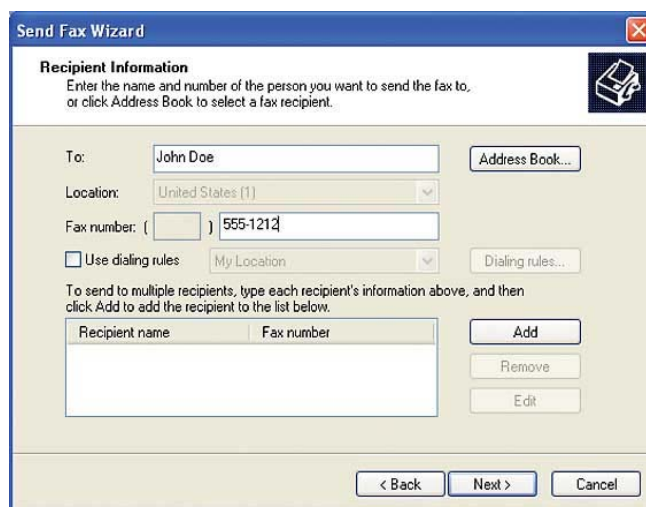 Send Fax Wizard
Recipient Information
Enter the name and number of the person you want to send the fax to,
or click Address Book to select a fax recipient.
To: John Doe Address Book...
Location: United States (1)
Fax number: ( ) 555-1212
Use dialing rules My Location Dialing rules...
To send to multiple recipients, type each recipient's information above, and then
click Add to add the recipient to the list below.
Recipient name Fax number Add
Remove
Edit
< Back Next > Cancel